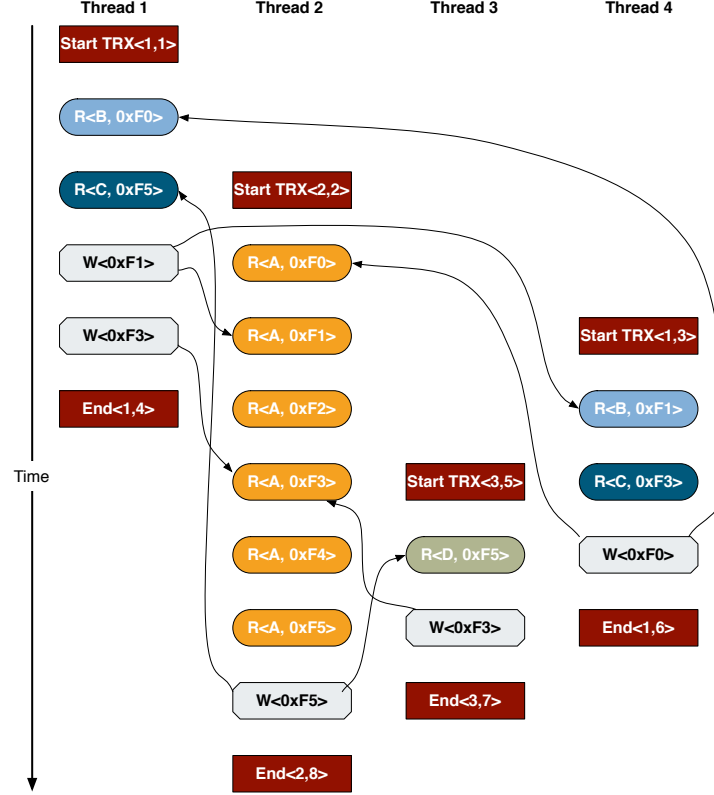 Thread 1 Thread 2 Thread 3 Thread 4
Start TRX<1,1>
R<B, 0xF0>
R<C, 0xF5> Start TRX<2,2>
W<0xF1> R<A, 0xF0>
W<0xF3> R<A, 0xF1> Start TRX<1,3>
End<1,4> R<A, 0xF2> R<B, 0xF1>
Time
R<A, 0xF3> Start TRX<3,5> R<C, 0xF3>
R<A, 0xF4> R<D, 0xF5> W<0xF0>
R<A, 0xF5> W<0xF3> End<1,6>
W<0xF5> End<3,7>
End<2,8>